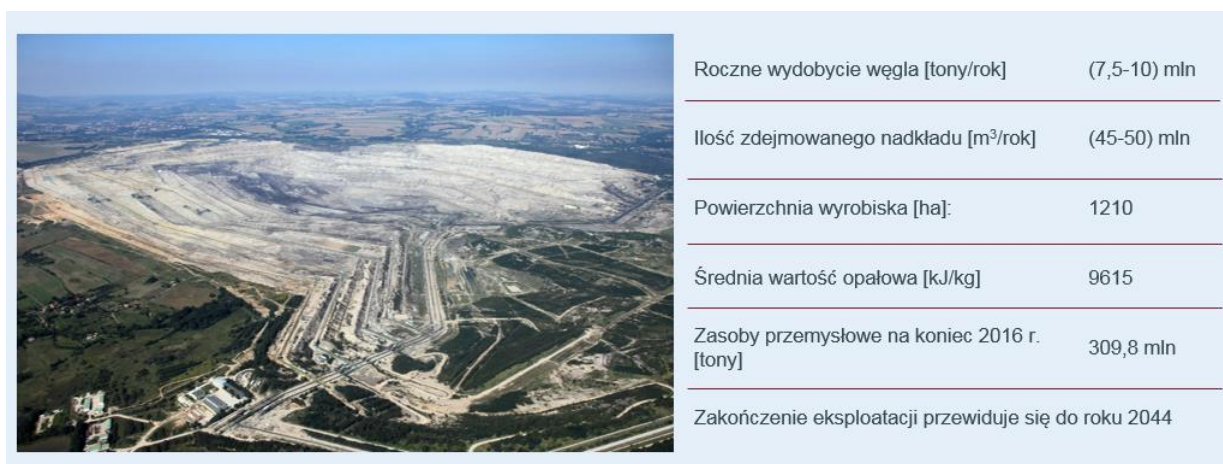 Roczne wydobycie węgla [tony/rok] (7,5-10) mln
Ilość zdejmowanego nadkładu [m³/rok] (45-50) mln
Powierzchnia wyrobiska [ha]: 1210
Średnia wartość opałowa [kJ/kg] 9615
Zasoby przemysłowe na koniec 2016 r.
[tony] 309,8 mln
Zakończenie eksploatacji przewiduje się do roku 2044